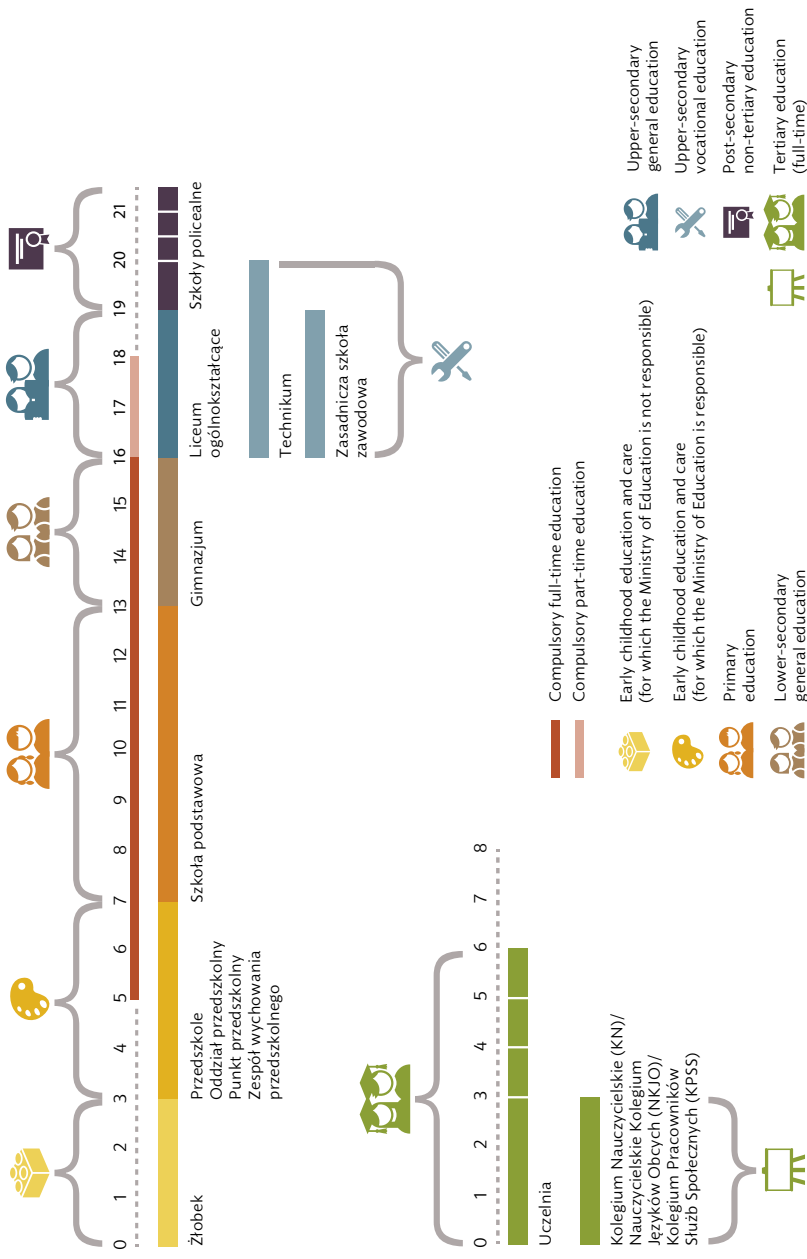 0 1 2 3 4 5 6 7 8 9 10 11 12 13 14 15 16 17 18 19 20 21
Żłobek
Przedszkole
Oddział przedszkolny
Punkt przedszkolny
Zespół wychowania
przedszkolnego
Szkoła podstawowa
Gimnazjum
Liceum
ogólnokształcące
Szkoły policealne
Technikum
Zasadnicza szkoła
zawodowa
0 1 2 3 4 5 6 7 8
Uczelnia
Kolegium Nauczycielskie (KN)/
Nauczycielskie Kolegium
Języków Obcych (NKJO)/
Kolegium Pracowników
Służb Społecznych (KPSS)
Compulsory full-time education
Compulsory part-time education
Early childhood education and care
(for which the Ministry of Education is not responsible)
Early childhood education and care
(for which the Ministry of Education is responsible)
Primary
education
Lower-secondary
general education
Upper-secondary
general education
Upper-secondary
vocational education
Post-secondary
non-tertiary education
Tertiary education
(full-time)